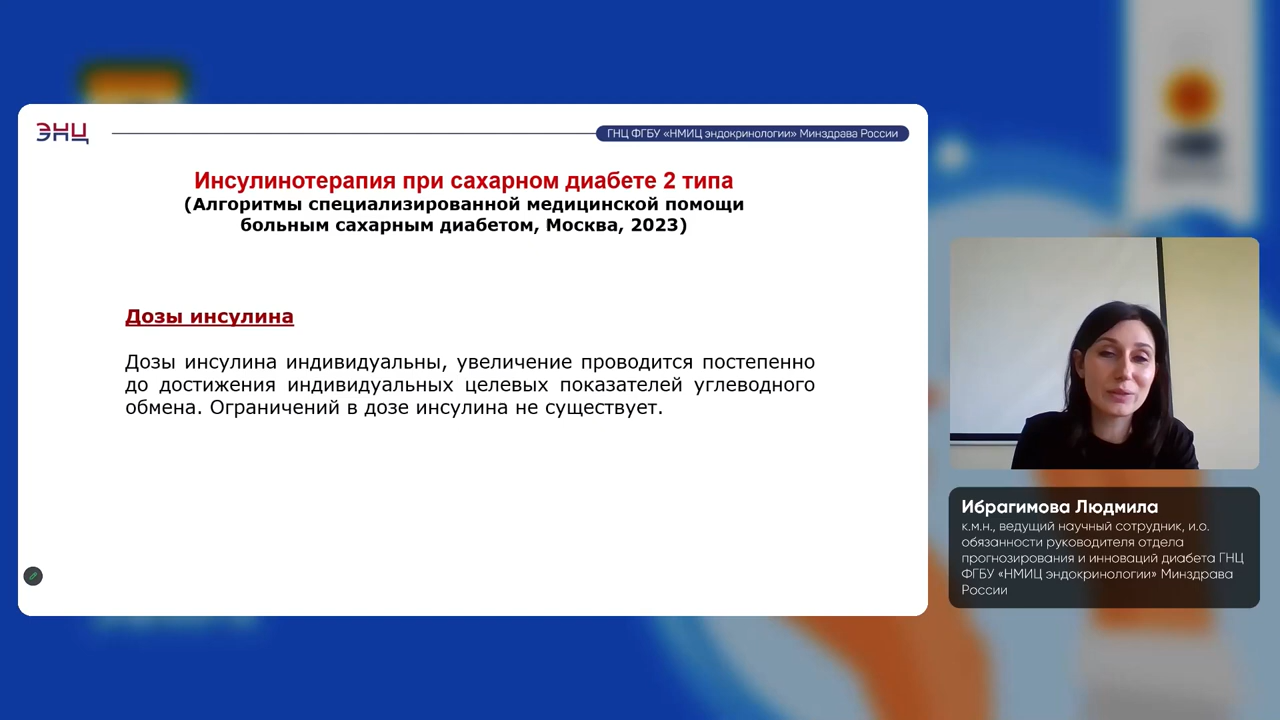 ЭНЦ
ГНЦ ФГБУ «НМИЦ эндокринологии» Минздрава России
Инсулинотерапия при сахарном диабете 2 типа
(Алгоритмы специализированной медицинской помощи
больным сахарным диабетом, Москва, 2023)
Дозы инсулина
Дозы инсулина индивидуальны, увеличение проводится постепенно
до достижения индивидуальных целевых показателей углеводного
обмена. Ограничений в дозе инсулина не существует.
Ибрагимова Людмила
к.м.н., ведущий научный сотрудник, и.о.
обязанности руководителя отдела
прогнозирования и инноваций диабета ГНЦ
ФГБУ «НМИЦ эндокринологии» Минздрава
России